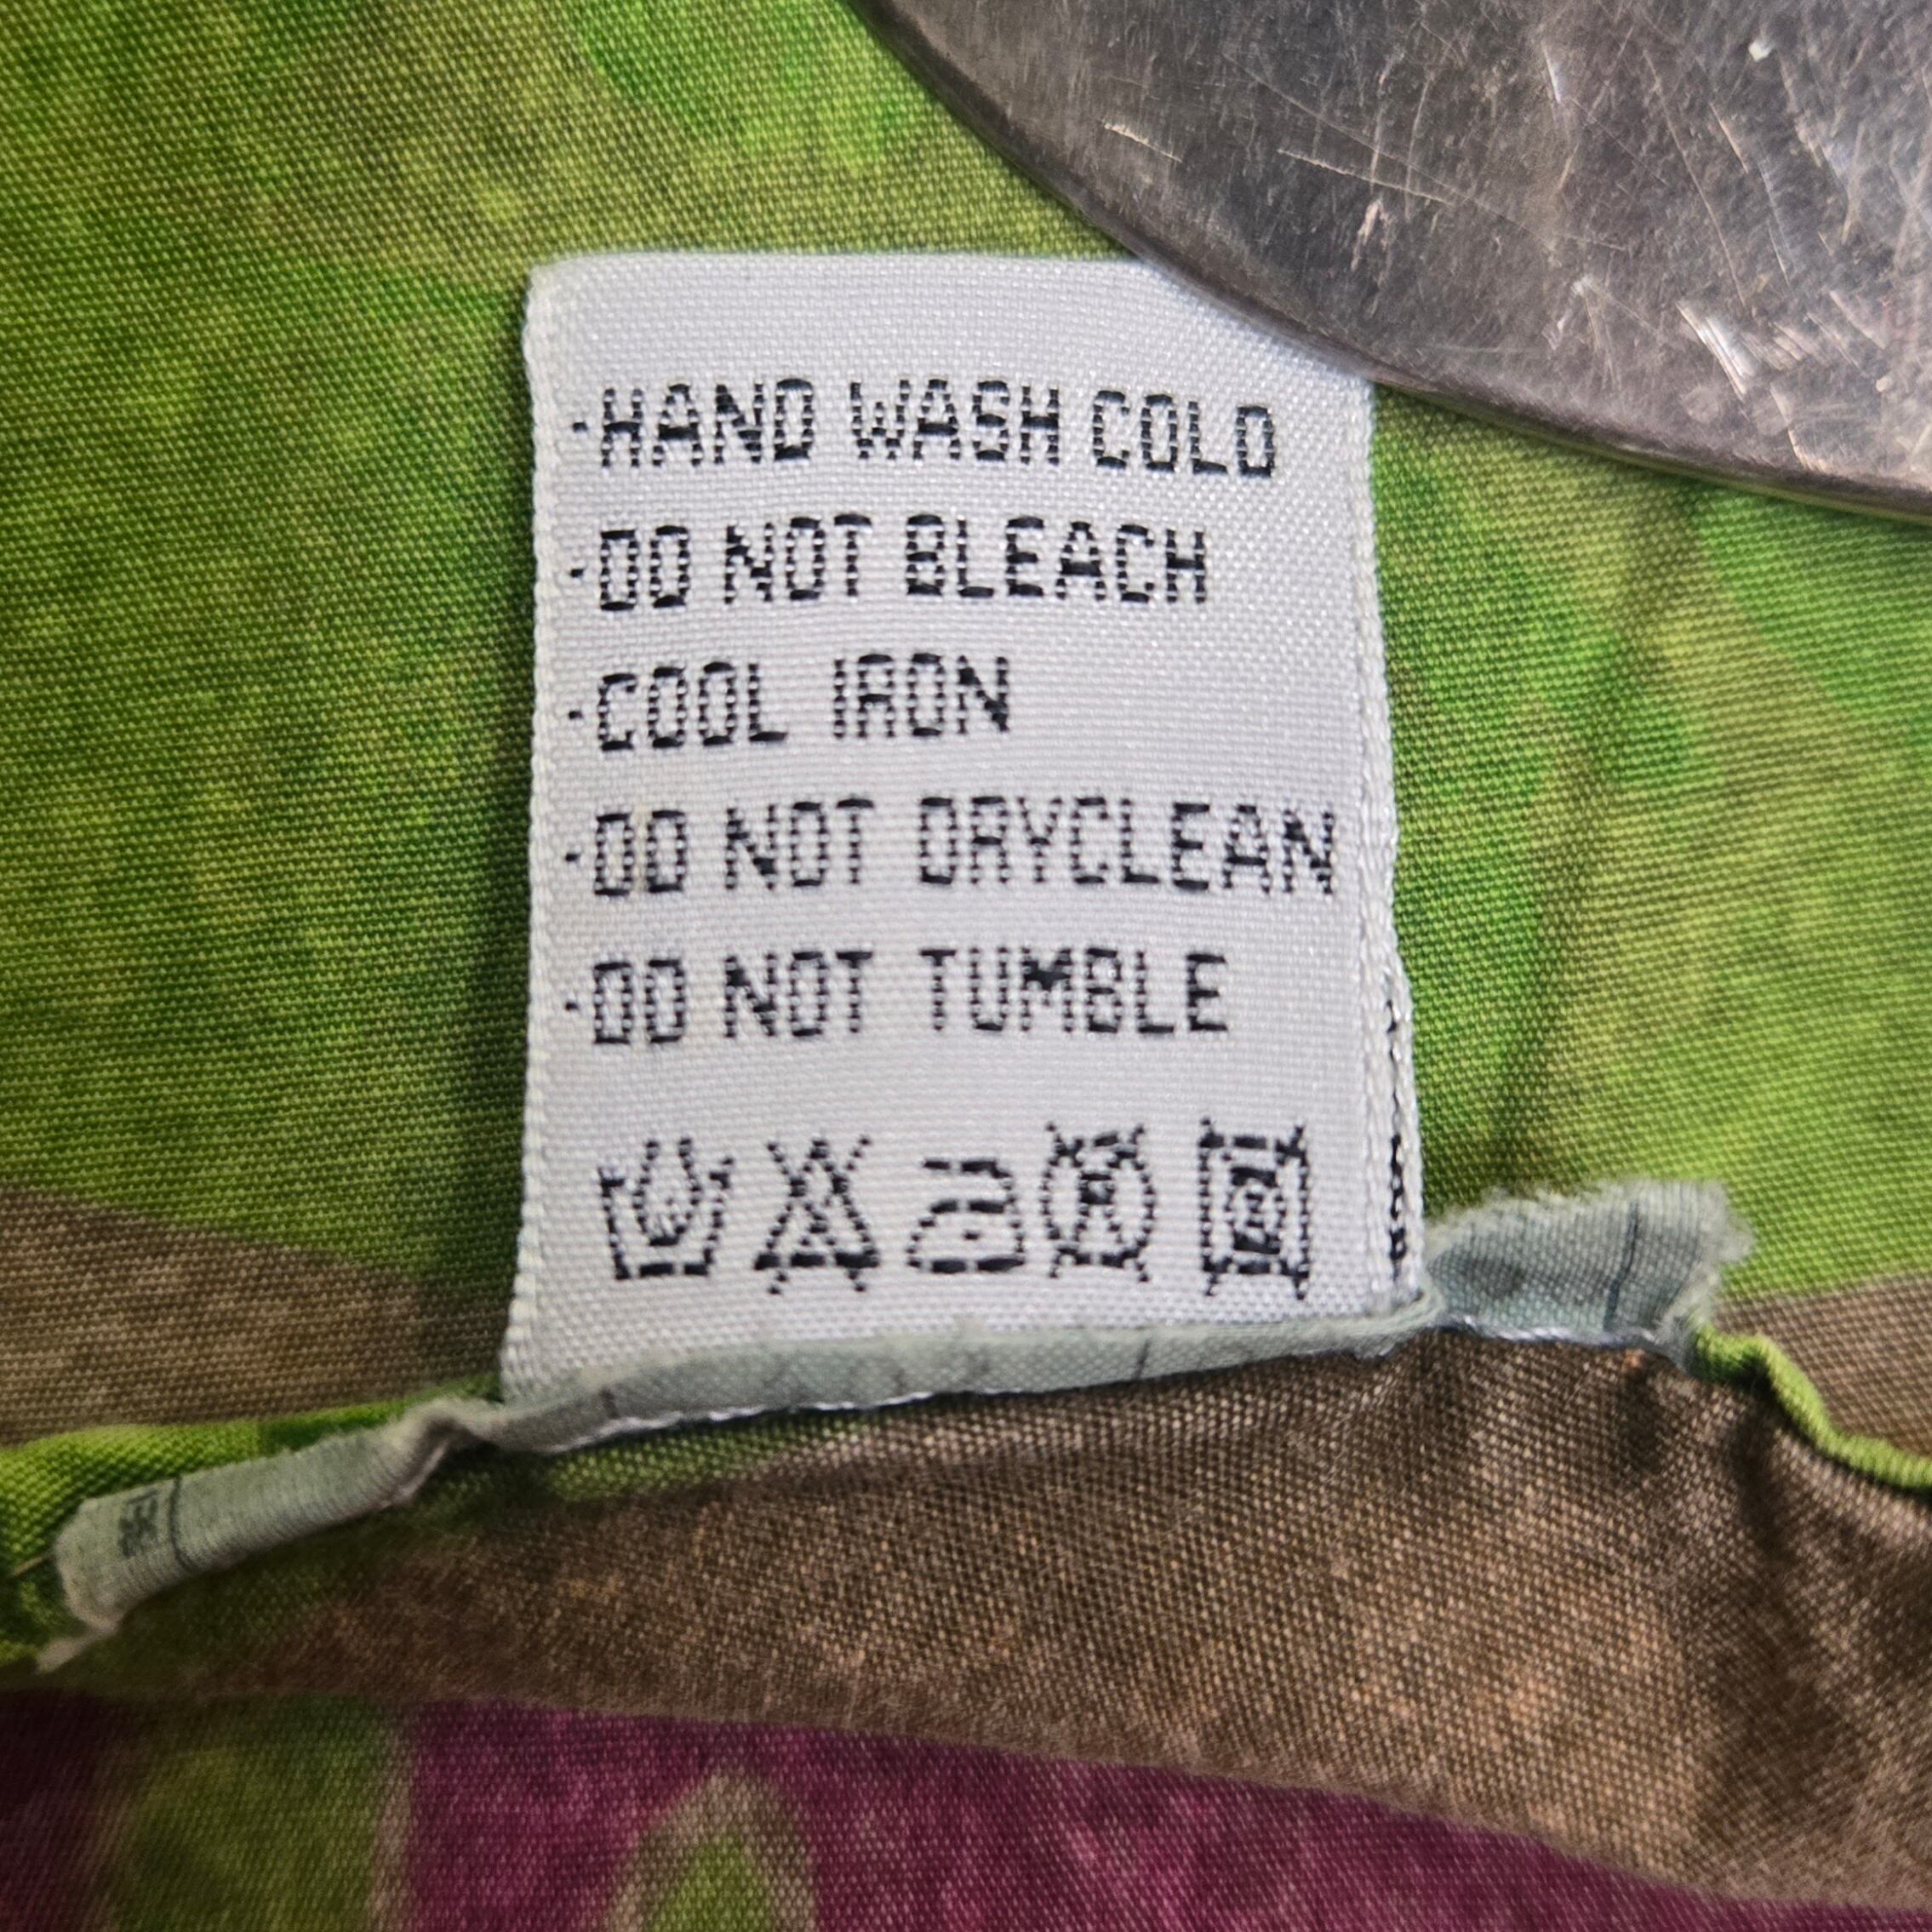 ·HAND WASH COLD
·DO NOT BLEACH
·COOL IRON
·DO NOT DRYCLEAN
·DO NOT TUMBLE